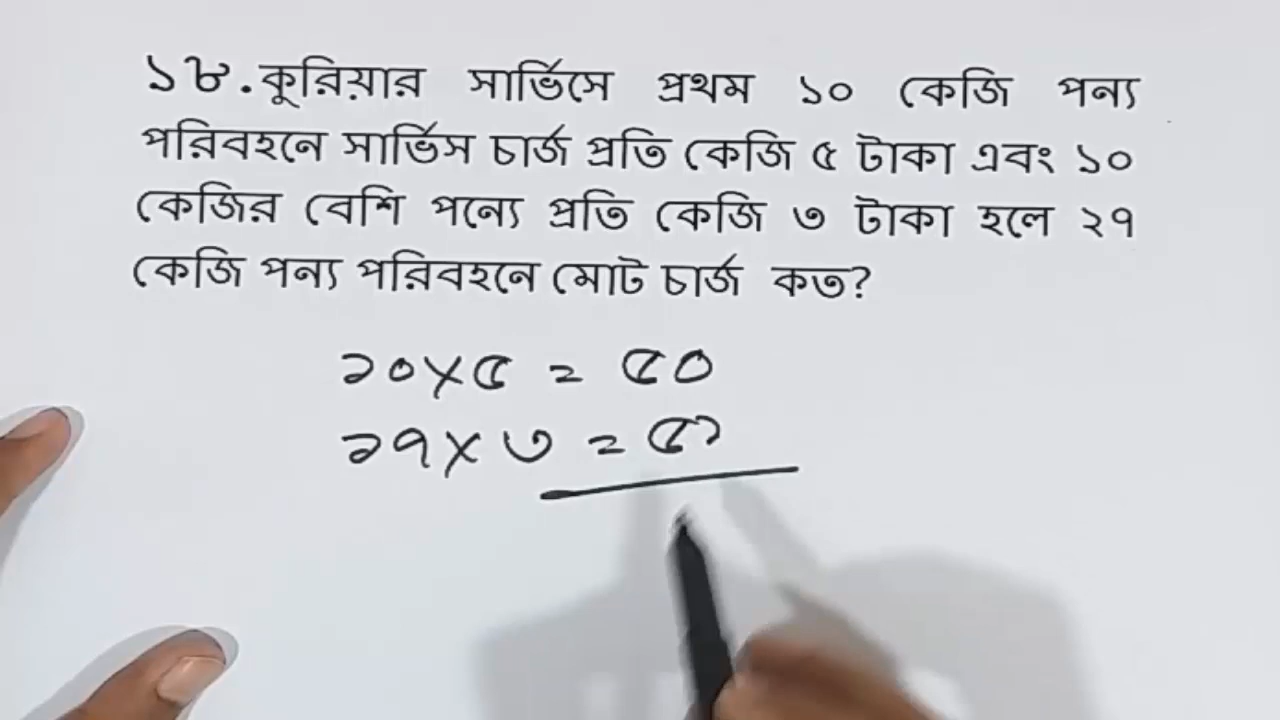 ১৮.কুরিয়ার সার্ভিসে প্রথম ১০ কেজি পন্য
পরিবহনে সার্ভিস চার্জ প্রতি কেজি ৫ টাকা এবং ১০
কেজির বেশি পন্যে প্রতি কেজি ৩ টাকা হলে ২৭
কেজি পন্য পরিবহনে মোট চার্জ কত?
১০×৫ = ৫০
১৭×৩ = ৫১